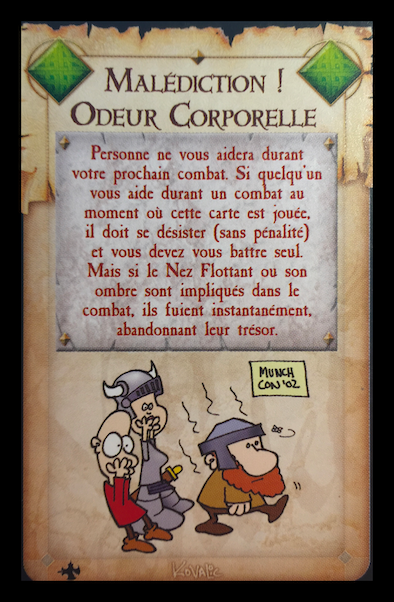 Malédiction !
Odeur Corporelle
Personne ne vous aidera durant
votre prochain combat. Si quelqu'un
vous aide durant un combat au
moment où cette carte est jouée,
il doit se désister (sans pénalité)
et vous devez vous battre seul.
Mais si le Nez Flottant ou son
ombre sont impliqués dans le
combat, ils fuient instantanément,
abandonnant leur trésor.
MUNCH
CON '02
KOVALIC